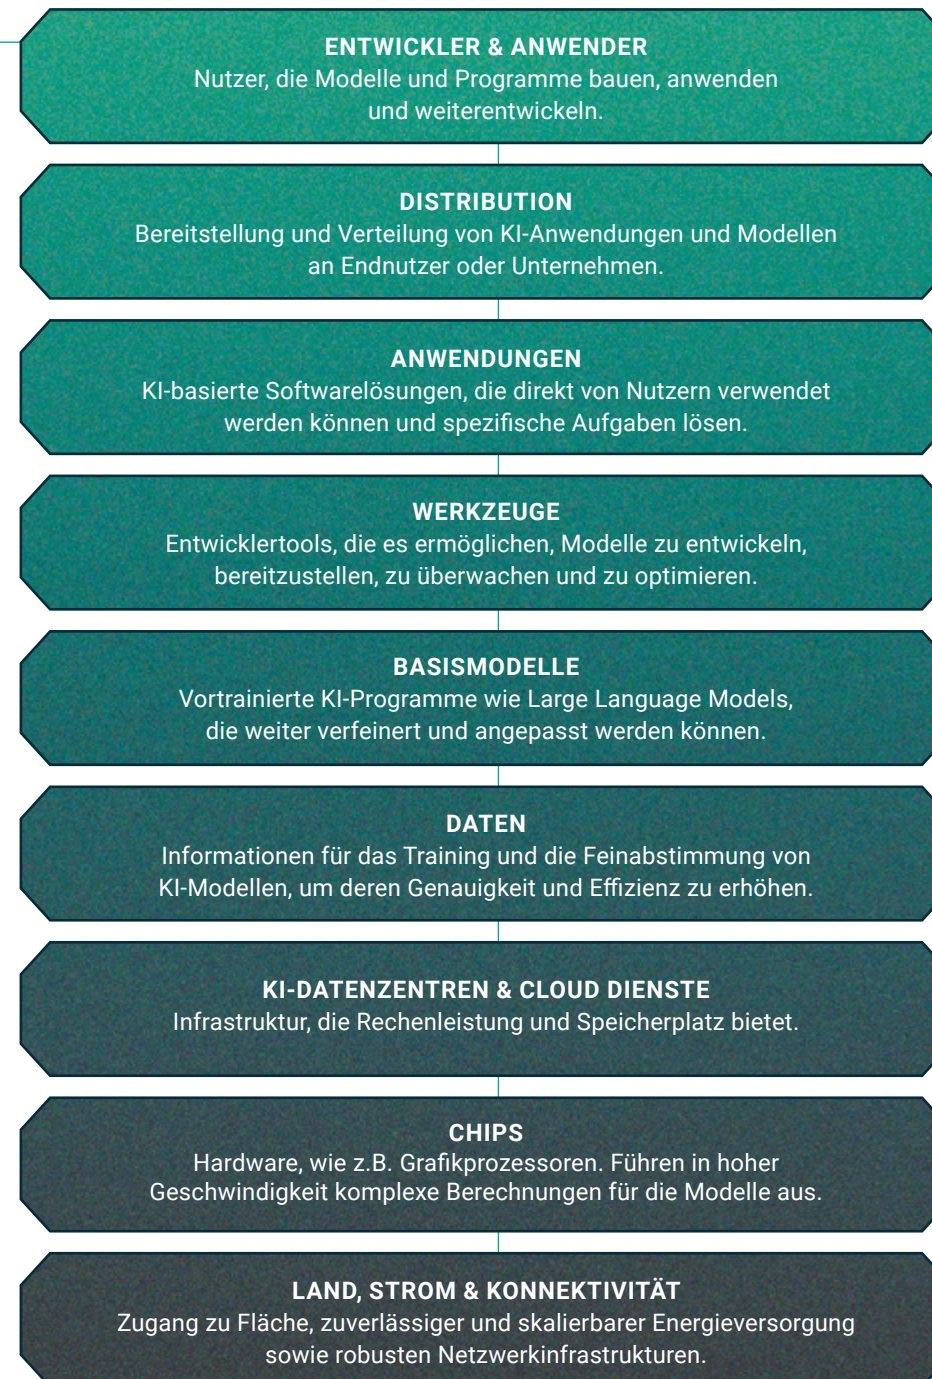 ENTWICKLER & ANWENDER
Nutzer, die Modelle und Programme bauen, anwenden
und weiterentwickeln.
DISTRIBUTION
Bereitstellung und Verteilung von KI-Anwendungen und Modellen
an Endnutzer oder Unternehmen.
ANWENDUNGEN
KI-basierte Softwarelösungen, die direkt von Nutzern verwendet
werden können und spezifische Aufgaben lösen.
WERKZEUGE
Entwicklertools, die es ermöglichen, Modelle zu entwickeln,
bereitzustellen, zu überwachen und zu optimieren.
BASISMODELLE
Vortrainierte KI-Programme wie Large Language Models,
die weiter verfeinert und angepasst werden können.
DATEN
Informationen für das Training und die Feinabstimmung von
KI-Modellen, um deren Genauigkeit und Effizienz zu erhöhen.
KI-DATENZENTREN & CLOUD DIENSTE
Infrastruktur, die Rechenleistung und Speicherplatz bietet.
CHIPS
Hardware, wie z.B. Grafikprozessoren. Führen in hoher
Geschwindigkeit komplexe Berechnungen für die Modelle aus.
LAND, STROM & KONNEKTIVITÄT
Zugang zu Fläche, zuverlässiger und skalierbarer Energieversorgung
sowie robusten Netzwerkinfrastrukturen.